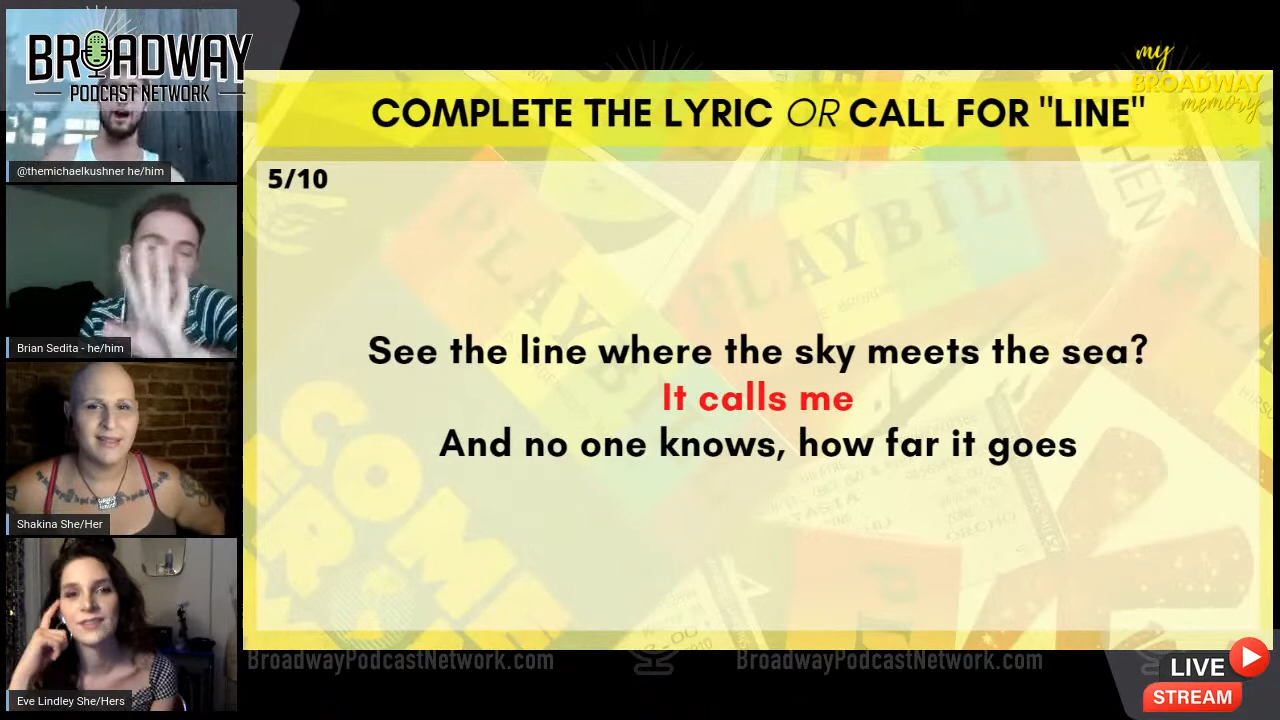 BROADWAY
PODCAST NETWORK
@themichaelkushner he/him
Brian Sedita - he/him
Shakina She/Her
Eve Lindley She/Hers
my
BROADWAY
memory
COMPLETE THE LYRIC OR CALL FOR "LINE"
5/10
See the line where the sky meets the sea?
It calls me
And no one knows, how far it goes
PLAYBILL
PLAYBILL
BroadwayPodcastNetwork.com
BroadwayPodcastNetwork.com
LIVE
STREAM